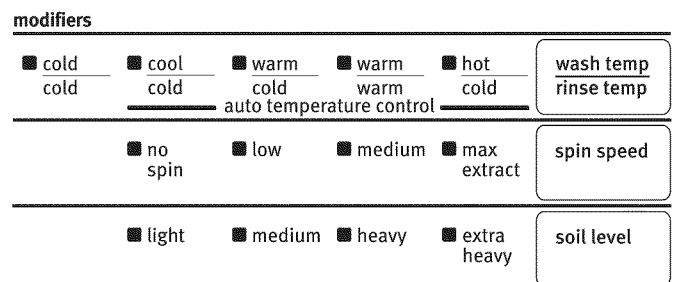 modifiers
cold cool warm warm hot wash temp
cold cold cold warm cold rinse temp
auto temperature control
no spin low medium max extract spin speed
light medium heavy extra heavy soil level